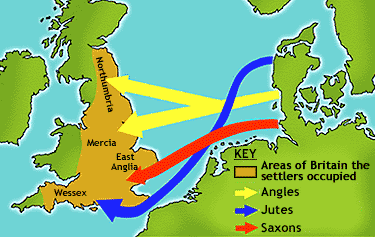 Northumbria
Mercia
East
Anglia
Wessex
KEY
Areas of Britain the
settlers occupied
Angles
Jutes
Saxons